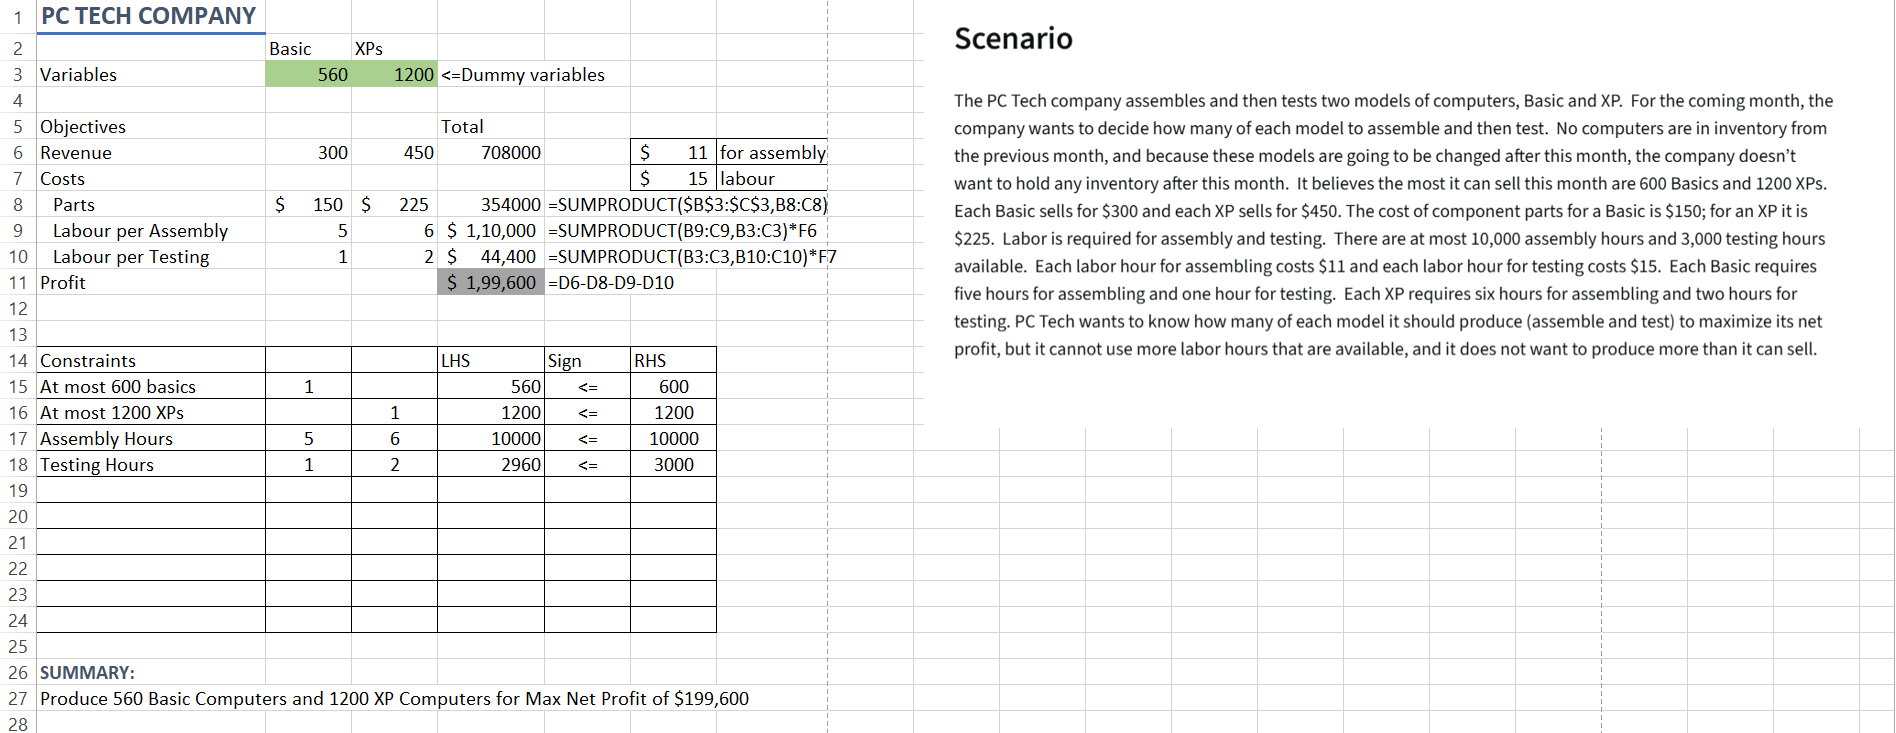 1 PC TECH COMPANY
2 Basic XPs
3 Variables 560 1200 <=Dummy variables
4
5 Objectives Total
6 Revenue 300 450 708000 $ 11 for assembly
7 Costs $ 15 labour
8 Parts $ 150 $ 225 354000 =SUMPRODUCT($B$3:$C$3,B8:C8)
9 Labour per Assembly 5 6 $ 1,10,000 =SUMPRODUCT(B9:C9,B3:C3)*F6
10 Labour per Testing 1 2 $ 44,400 =SUMPRODUCT(B3:C3,B10:C10)*F7
11 Profit $ 1,99,600 =D6-D8-D9-D10
12
13
14 Constraints LHS Sign RHS
15 At most 600 basics 1 560 <= 600
16 At most 1200 XPs 1 1200 <= 1200
17 Assembly Hours 5 6 10000 <= 10000
18 Testing Hours 1 2 2960 <= 3000
19
20
21
22
23
24
25
26 SUMMARY:
27 Produce 560 Basic Computers and 1200 XP Computers for Max Net Profit of $199,600
28
Scenario
The PC Tech company assembles and then tests two models of computers, Basic and XP. For the coming month, the
company wants to decide how many of each model to assemble and then test. No computers are in inventory from
the previous month, and because these models are going to be changed after this month, the company doesn't
want to hold any inventory after this month. It believes the most it can sell this month are 600 Basics and 1200 XPs.
Each Basic sells for $300 and each XP sells for $450. The cost of component parts for a Basic is $150; for an XP it is
$225. Labor is required for assembly and testing. There are at most 10,000 assembly hours and 3,000 testing hours
available. Each labor hour for assembling costs $11 and each labor hour for testing costs $15. Each Basic requires
five hours for assembling and one hour for testing. Each XP requires six hours for assembling and two hours for
testing. PC Tech wants to know how many of each model it should produce (assemble and test) to maximize its net
profit, but it cannot use more labor hours that are available, and it does not want to produce more than it can sell.